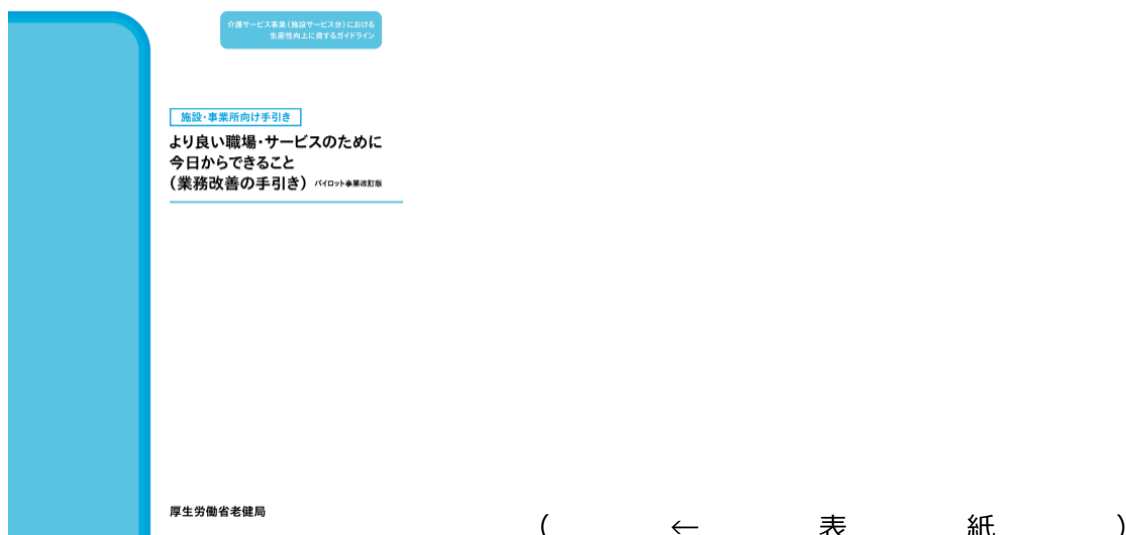 介護サービス事業(施設サービス分)における
生産性向上に資するガイドライン
施設・事業所向け手引き
より良い職場・サービスのために
今日からできること
(業務改善の手引き) パイロット事業改訂版
厚生労働省老健局
( ← 表 紙 )